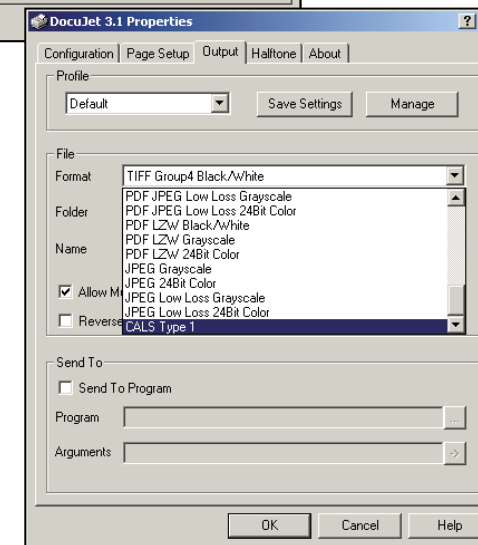 DocuJet 3.1 Properties ?
Configuration Page Setup Output Halftone About
Profile
Default Save Settings Manage
File
Format TIFF Group4 Black/White
PDF JPEG Low Loss Grayscale
Folder PDF JPEG Low Loss 24Bit Color
PDF LZW Black/White
PDF LZW Grayscale
Name PDF LZW 24Bit Color
JPEG Grayscale
JPEG 24Bit Color
Allow JPEG Low Loss Grayscale
JPEG Low Loss 24Bit Color
Reverse CALS Type 1
Send To
Send To Program
Program ...
Arguments ->
OK Cancel Help